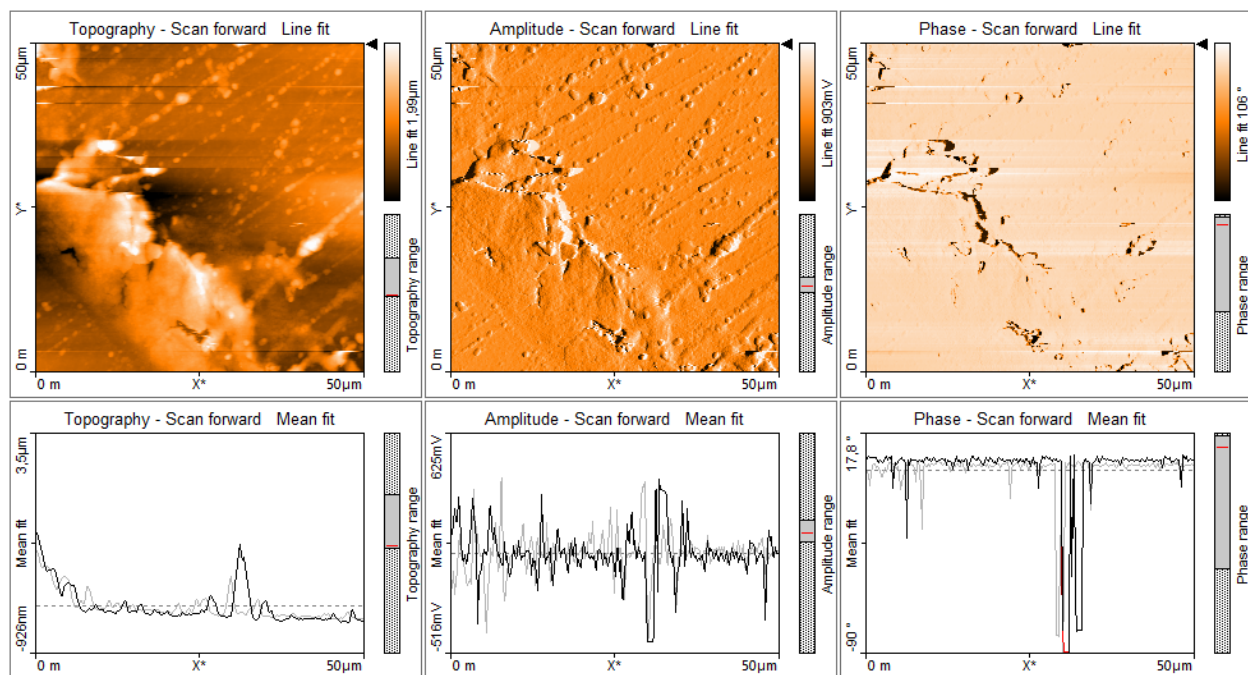 Topography - Scan forward Line fit
50µm
Y*
0 m
0 m
X*
50µm
Line fit 1,99µm
Topography range
Amplitude - Scan forward Line fit
50µm
Y*
0 m
0 m
X*
50µm
Line fit 903mV
Amplitude range
Phase - Scan forward Line fit
50µm
Y*
0 m
0 m
X*
50µm
Line fit 106 °
Phase range
Topography - Scan forward Mean fit
3,5µm
Mean fit
-926nm
0 m
X*
50µm
Topography range
Amplitude - Scan forward Mean fit
625mV
Mean fit
-516mV
0 m
X*
50µm
Amplitude range
Phase - Scan forward Mean fit
17,8 °
Mean fit
-90 °
0 m
X*
50µm
Phase range